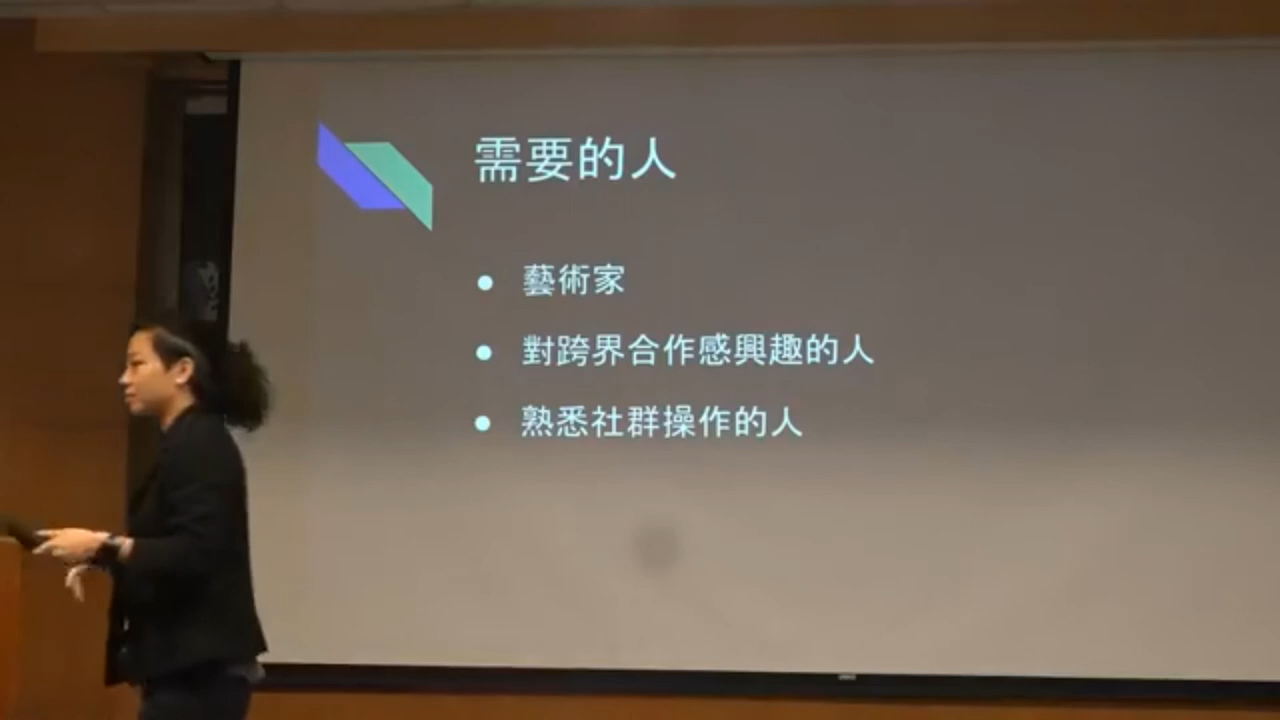 需要的人
● 藝術家
● 對跨界合作感興趣的人
● 熟悉社群操作的人